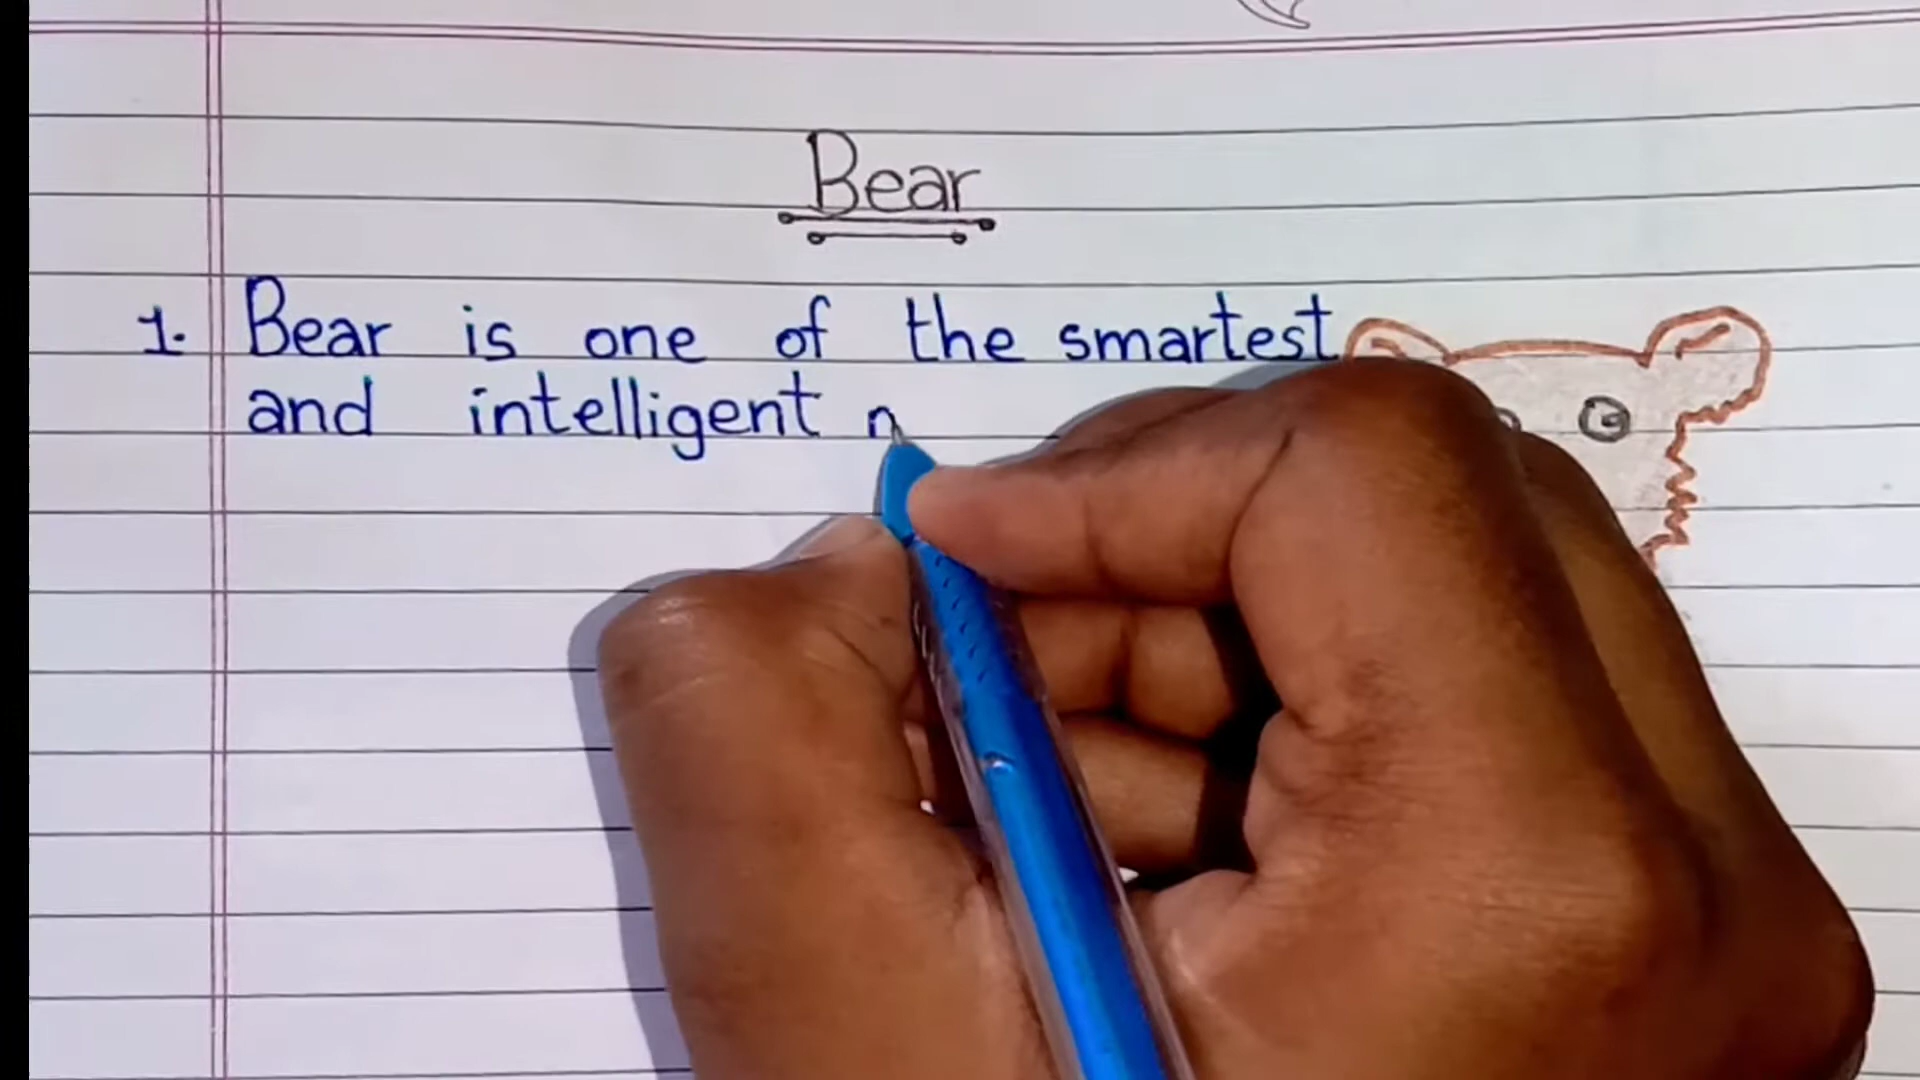 Bear
1. Bear is one of the smartest
and intelligent